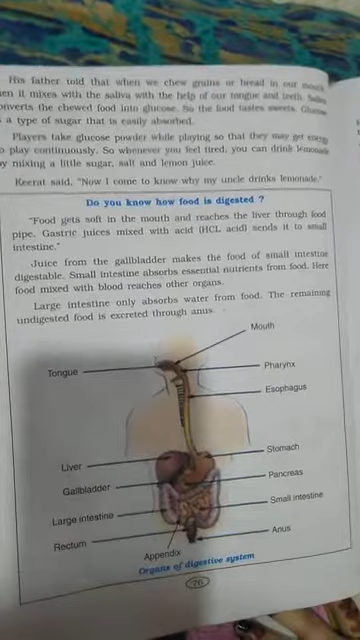 His father told that when we chew grains or bread in our mouth,
then it mixes with the saliva with the help of our tongue and teeth. Saliva
converts the chewed food into glucose. So the food tastes sweets. Glucose
a type of sugar that is easily absorbed.
Players take glucose powder while playing so that they may get energy
to play continuously. So whenever you feel tired, you can drink lemonade
by mixing a little sugar, salt and lemon juice.
Keerat said, "Now I come to know why my uncle drinks lemonade."
Do you know how food is digested ?
"Food gets soft in the mouth and reaches the liver through food
pipe. Gastric juices mixed with acid (HCL acid) sends it to small
intestine."
Juice from the gallbladder makes the food of small intestine
digestable. Small intestine absorbs essential nutrients from food. Here
food mixed with blood reaches other organs.
Large intestine only absorbs water from food. The remaining
undigested food is excreted through anus.
Mouth
Tongue
Pharynx
Esophagus
Stomach
Liver
Pancreas
Gallbladder
Small intestine
Large intestine
Anus
Rectum
Appendix
Organs of digestive system
76